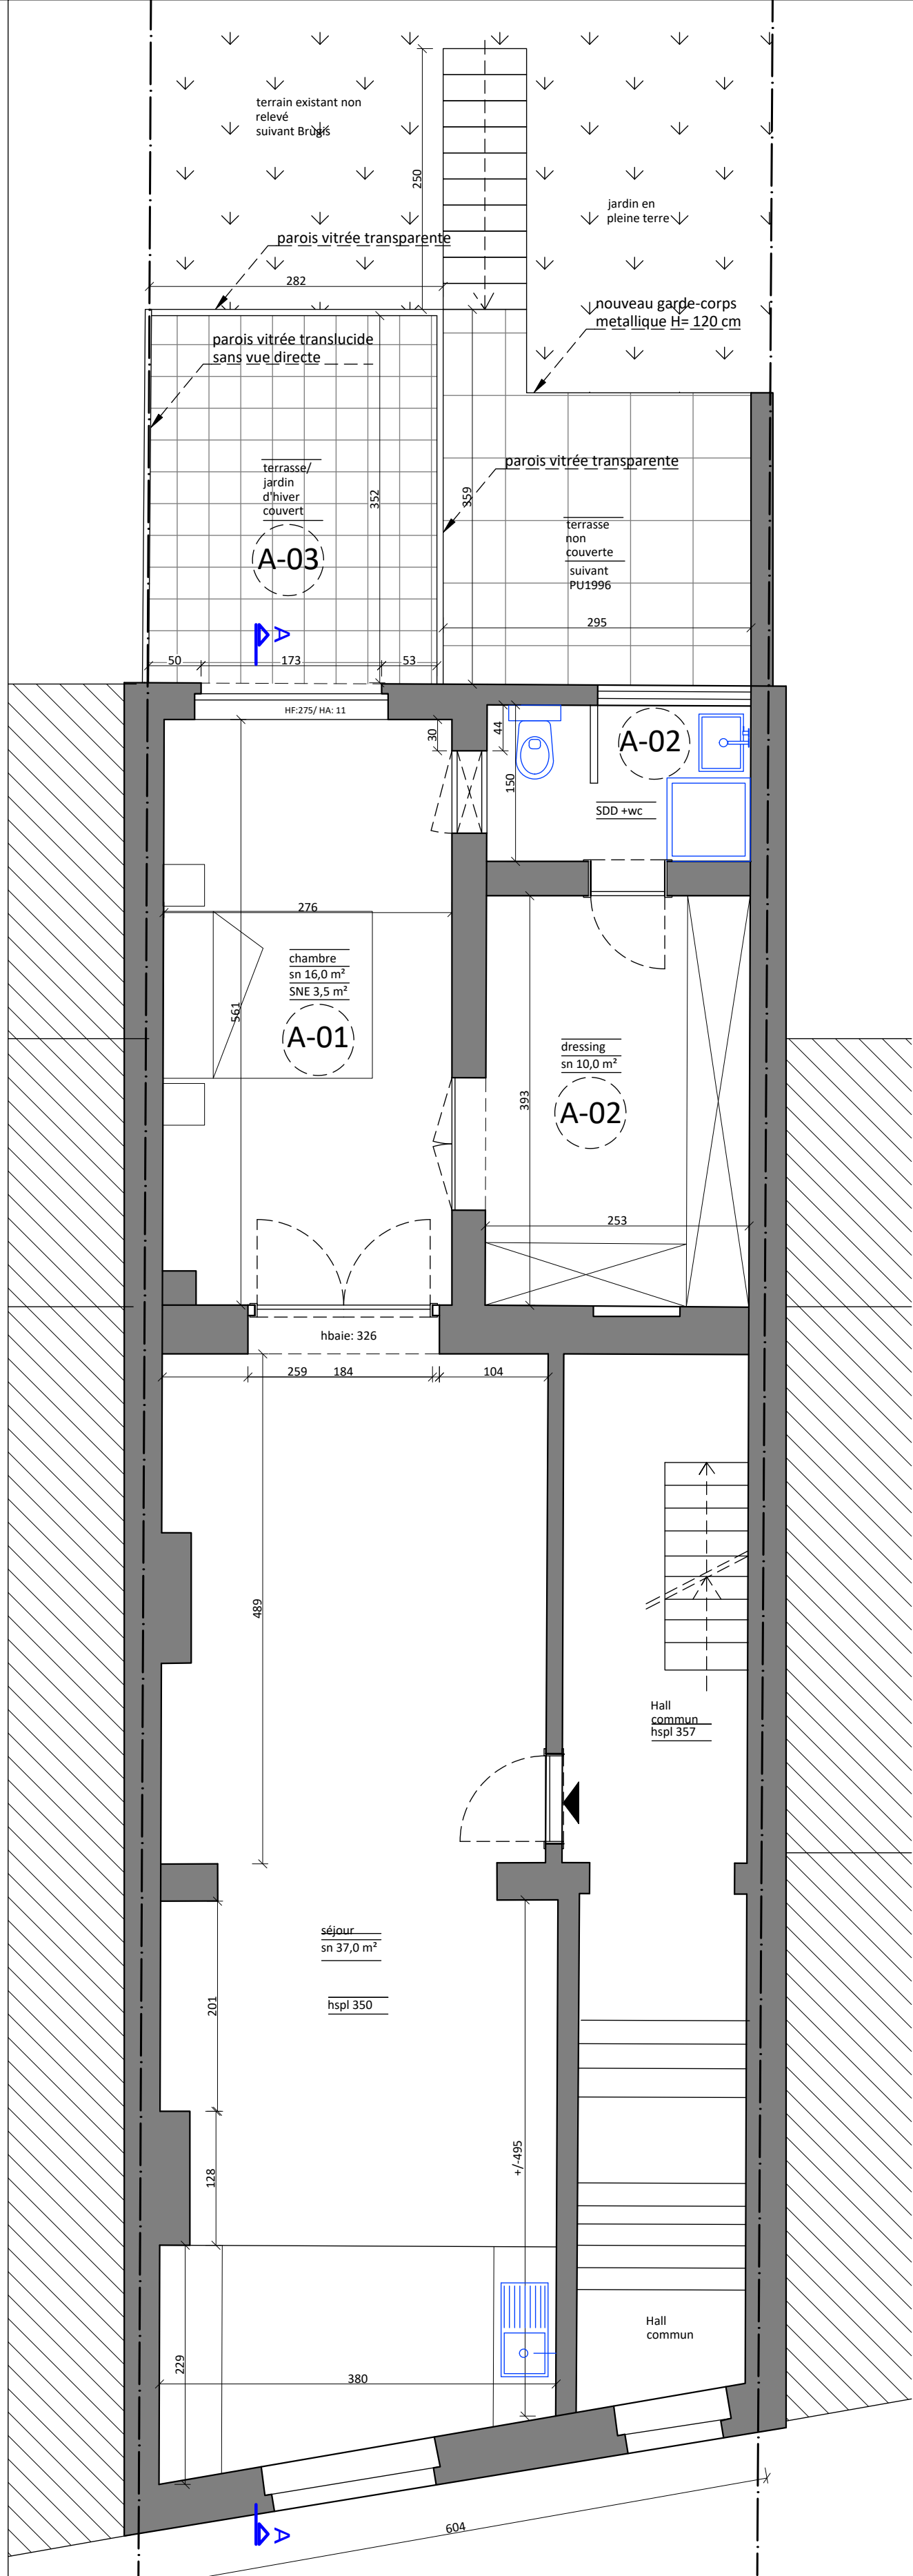 terrain existant non
relevé
suivant Brugis
250
jardin en
pleine terre
parois vitrée transparente
282
nouveau garde-corps
metallique H= 120 cm
parois vitrée translucide
sans vue directe
parois vitrée transparente
terrasse/
jardin
d'hiver
couvert
352
359
A-03
terrasse
non
couverte
suivant
PU1996
A
295
50
173
53
HF:275/ HA: 11
30
44
A-02
150
SDD +wc
276
chambre
sn 16,0 m²
SNE 3,5 m²
561
A-01
dressing
sn 10,0 m²
393
A-02
253
hbaie: 326
259
184
104
489
Hall
commun
hspl 357
séjour
sn 37,0 m²
hspl 350
201
128
+/-495
Hall
commun
229
380
604
A